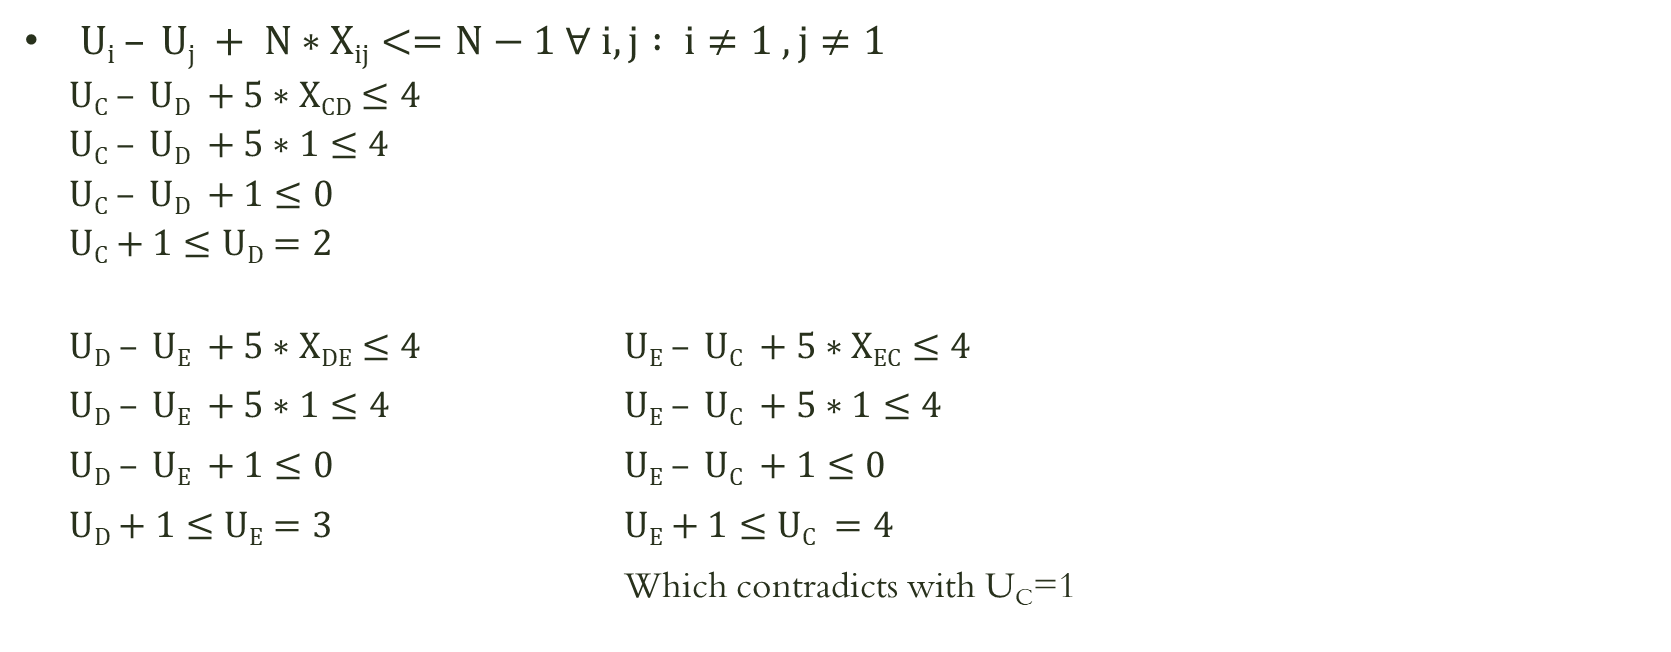 • Uᵢ – Uⱼ + N ∗ Xᵢⱼ <= N − 1 ∀ i, j : i ≠ 1 , j ≠ 1
U_C – U_D + 5 ∗ X_CD ≤ 4
U_C – U_D + 5 ∗ 1 ≤ 4
U_C – U_D + 1 ≤ 0
U_C + 1 ≤ U_D = 2
U_D – U_E + 5 ∗ X_DE ≤ 4
U_D – U_E + 5 ∗ 1 ≤ 4
U_D – U_E + 1 ≤ 0
U_D + 1 ≤ U_E = 3
U_E – U_C + 5 ∗ X_EC ≤ 4
U_E – U_C + 5 ∗ 1 ≤ 4
U_E – U_C + 1 ≤ 0
U_E + 1 ≤ U_C = 4
Which contradicts with U_C=1